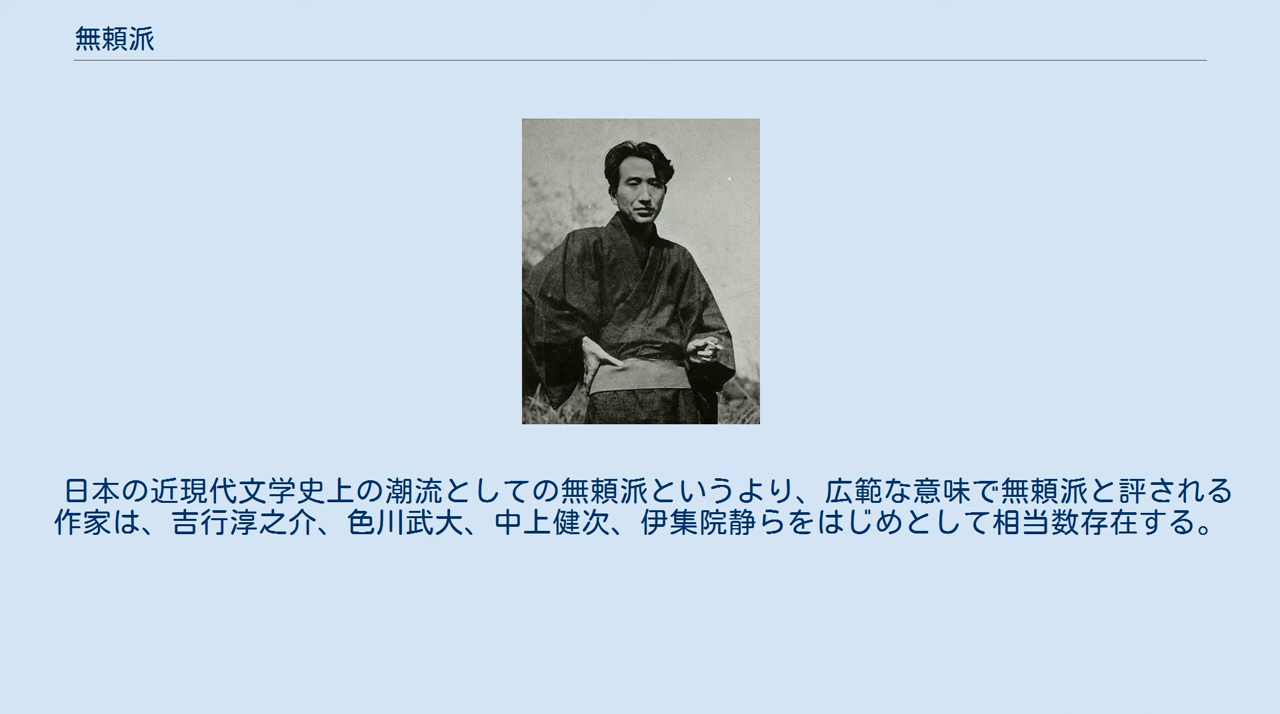 無頼派
日本の近現代文学史上の潮流としての無頼派というより、広範な意味で無頼派と評される
作家は、吉行淳之介、色川武大、中上健次、伊集院静らをはじめとして相当数存在する。